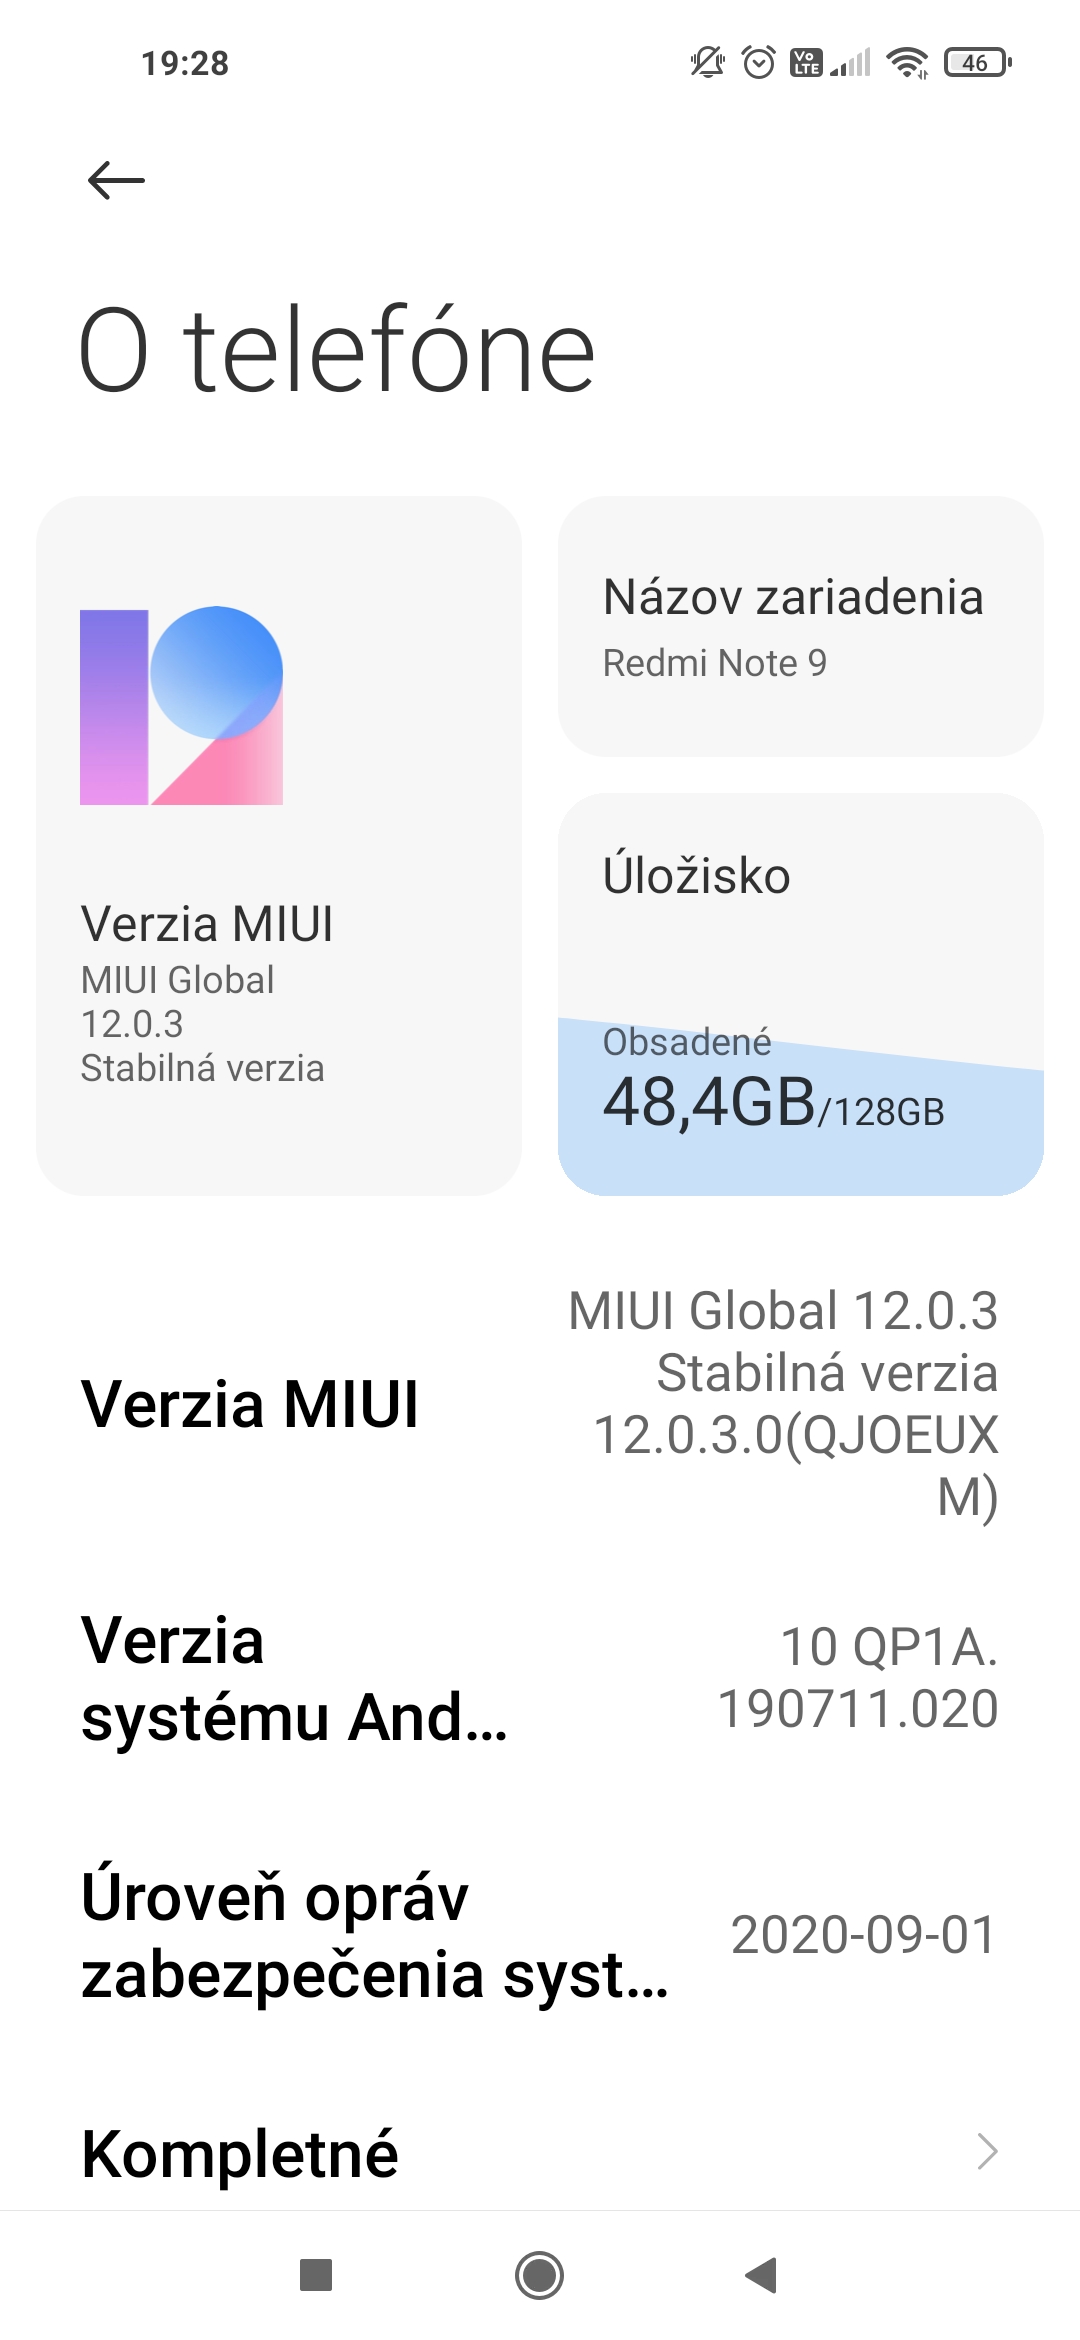 19:28
Vo
LTE
46
O telefóne
Verzia MIUI
MIUI Global
12.0.3
Stabilná verzia
Názov zariadenia
Redmi Note 9
Úložisko
Obsadené
48,4GB/128GB
Verzia MIUI
MIUI Global 12.0.3
Stabilná verzia
12.0.3.0(QJOEUX
M)
Verzia
systému And...
10 QP1A.
190711.020
Úroveň opráv
zabezpečenia syst...
2020-09-01
Kompletné